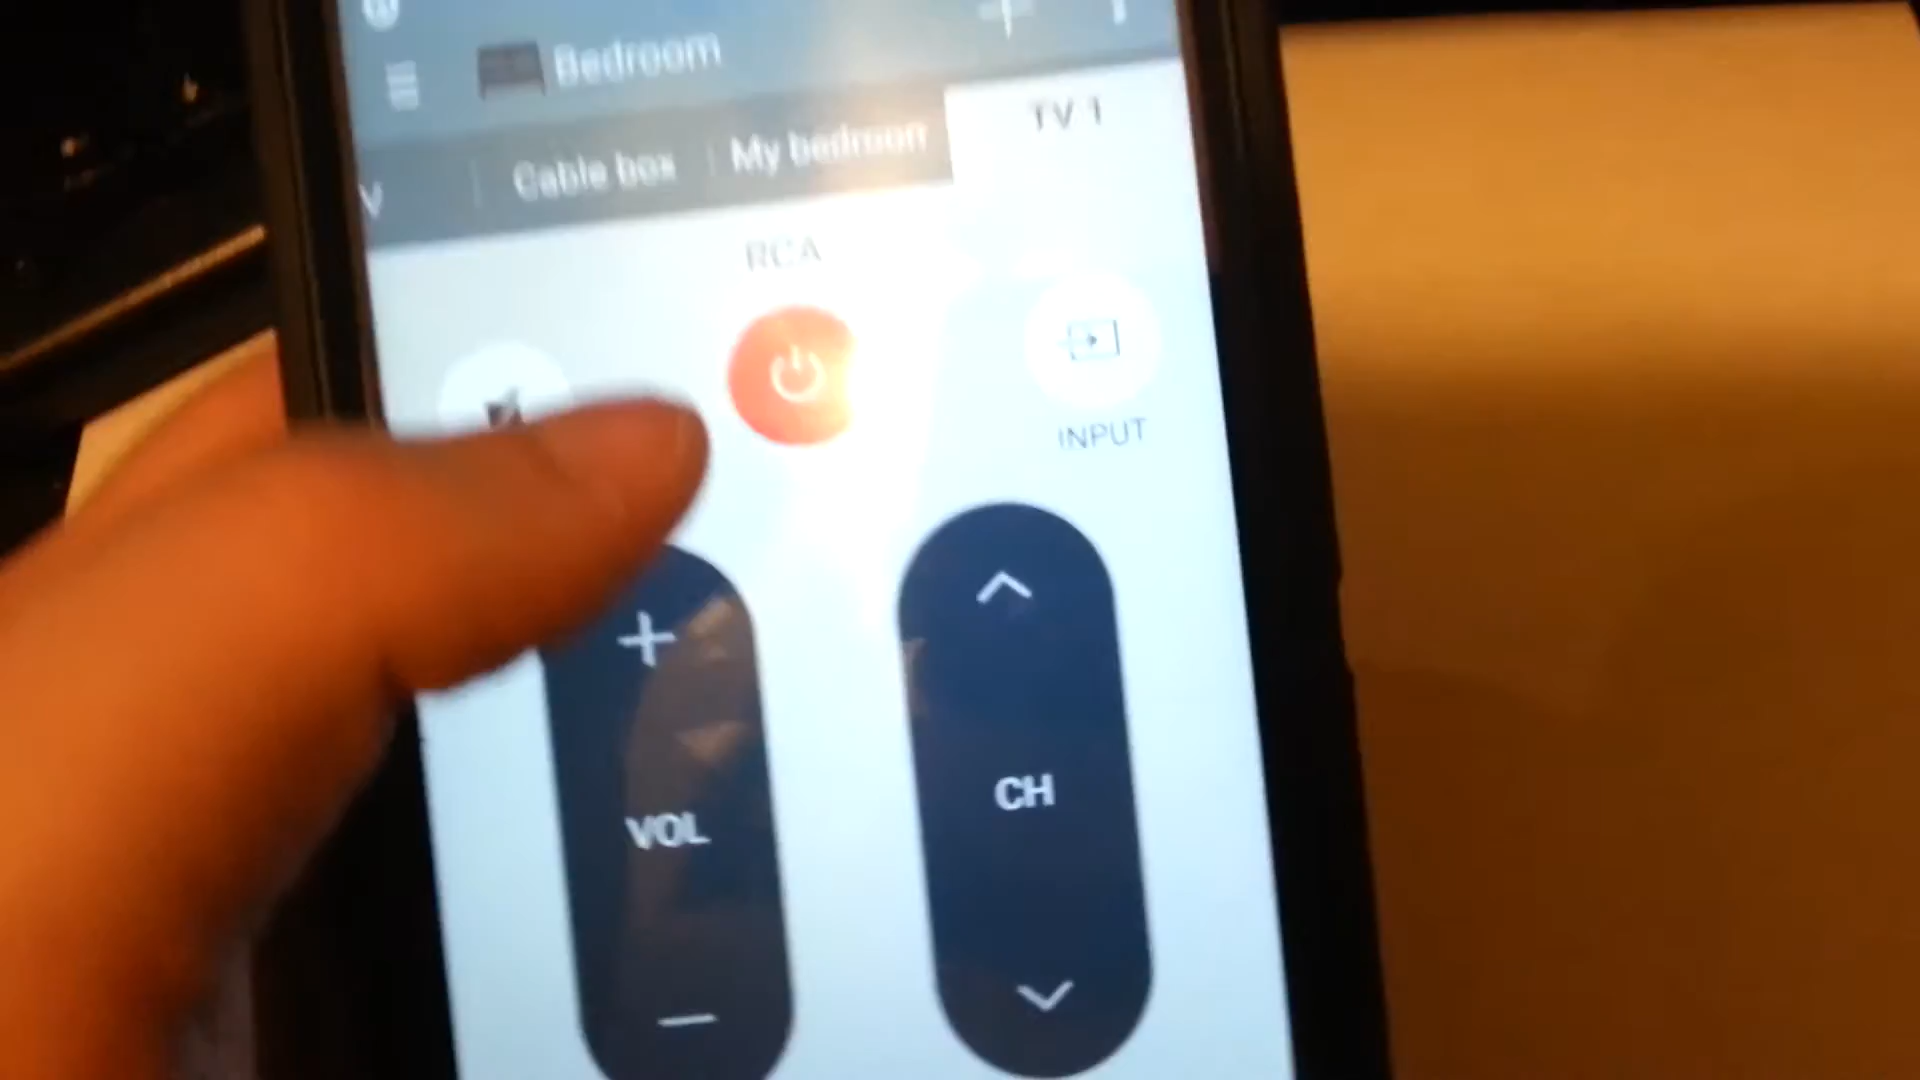 Bedroom
V
Cable box
My bedroom
TV 1
RCA
INPUT
VOL
CH